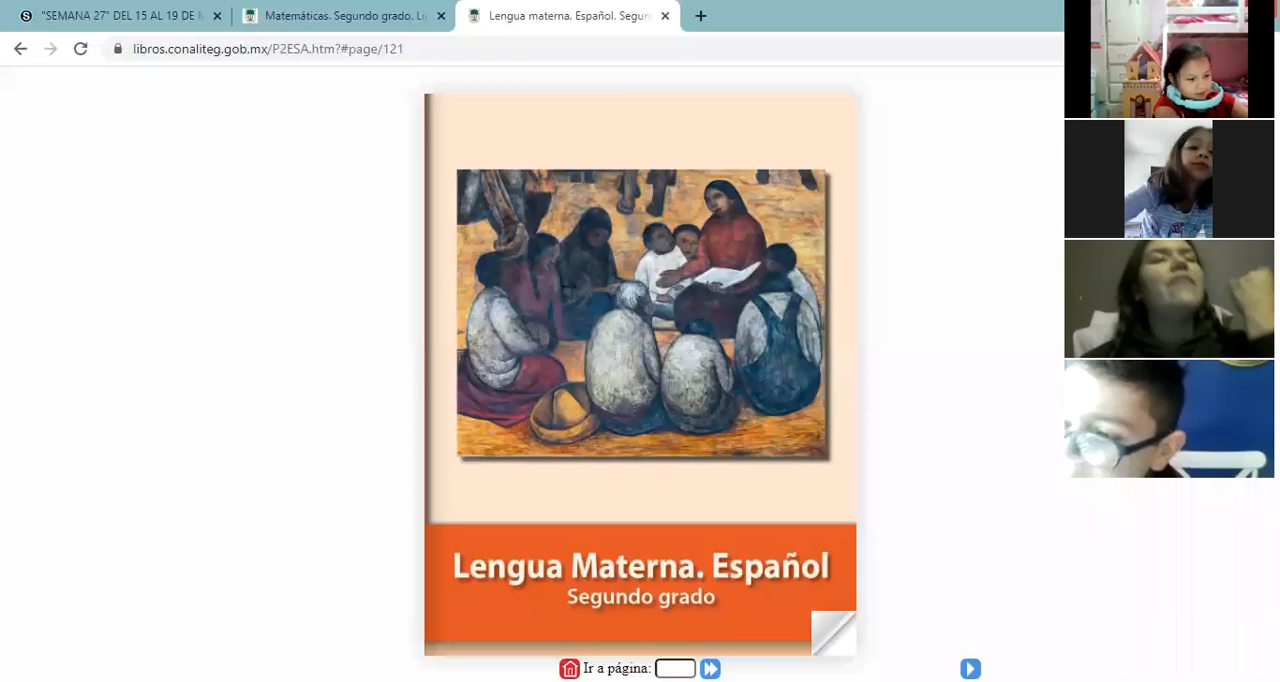 "SEMANA 27" DEL 15 AL 19 DE M
Matemáticas. Segundo grado. Li
Lengua materna. Español. Segun
libros.conaliteg.gob.mx/P2ESA.htm?#page/121
Lengua Materna. Español
Segundo grado
Ir a página: